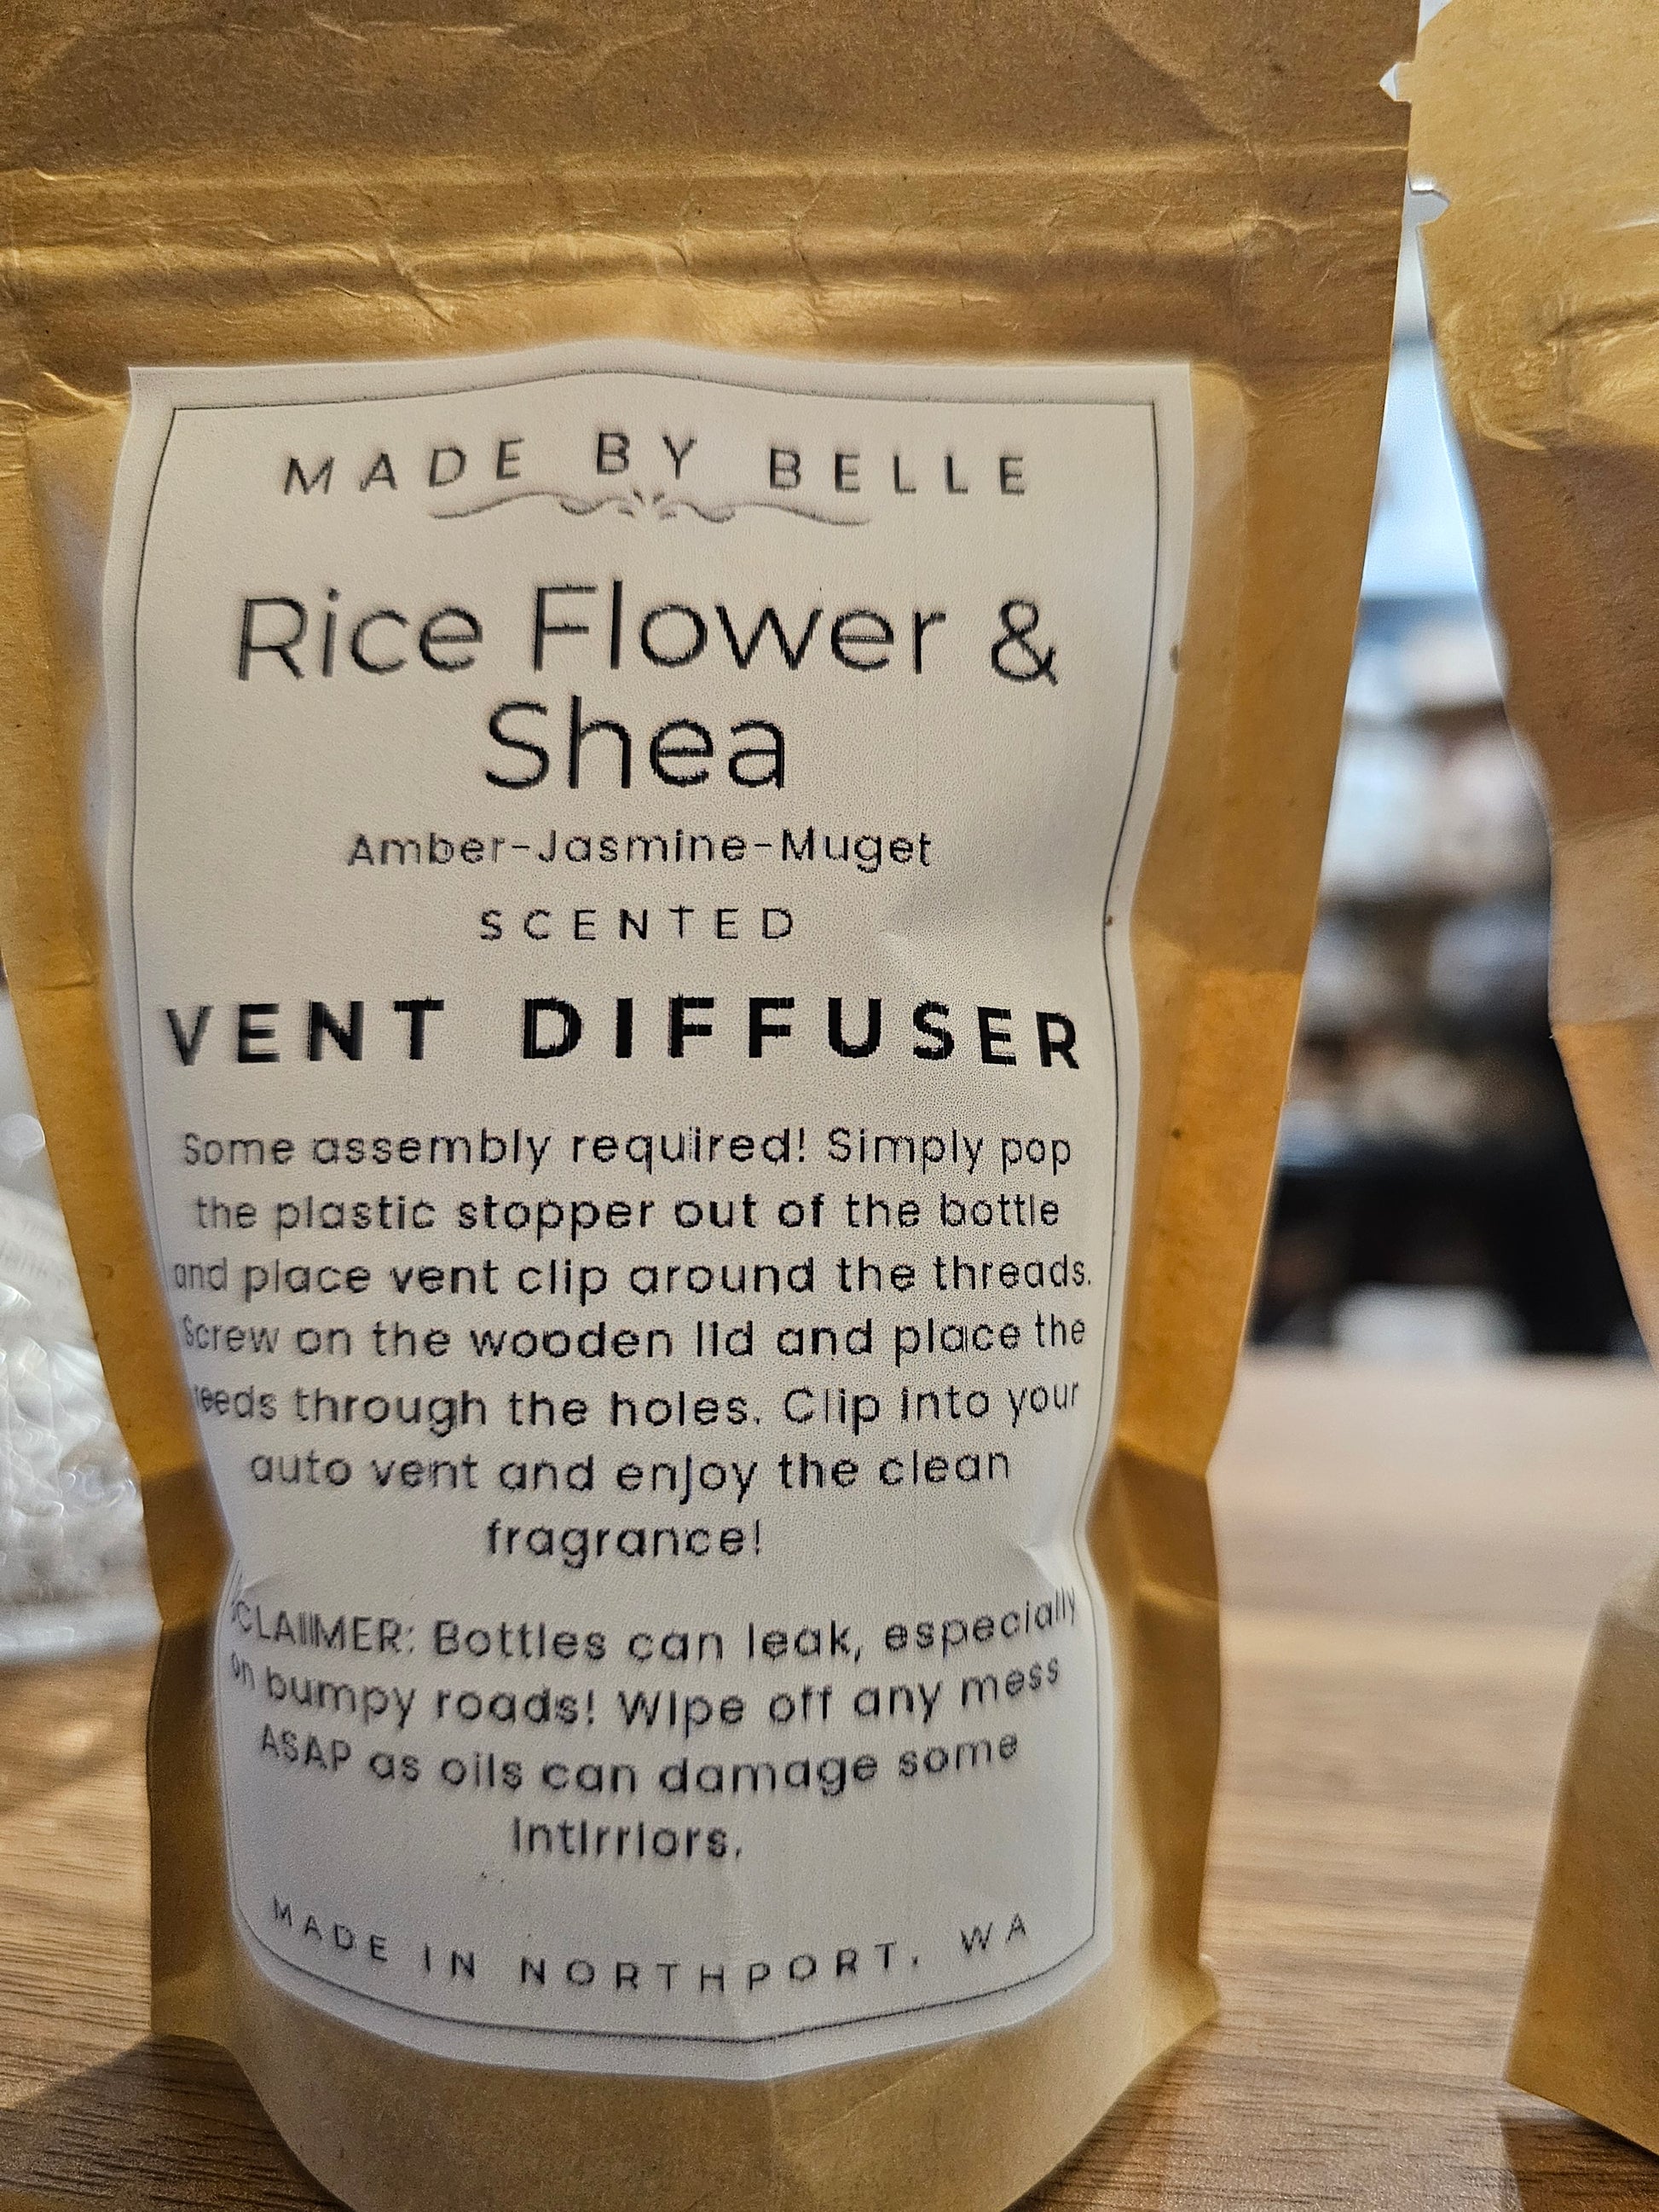 MADE BY BELLE
Rice Flower &
Shea
Amber-Jasmine-Muget
SCENTED
VENT DIFFUSER
Some assembly required! Simply pop
the plastic stopper out of the bottle
and place vent clip around the threads.
Screw on the wooden lid and place the
reeds through the holes. Clip into your
auto vent and enjoy the clean
fragrance!
DISCLAIMER: Bottles can leak, especially
on bumpy roads! Wipe off any mess
ASAP as oils can damage some
intirriors.
MADE IN NORTHPORT, WA